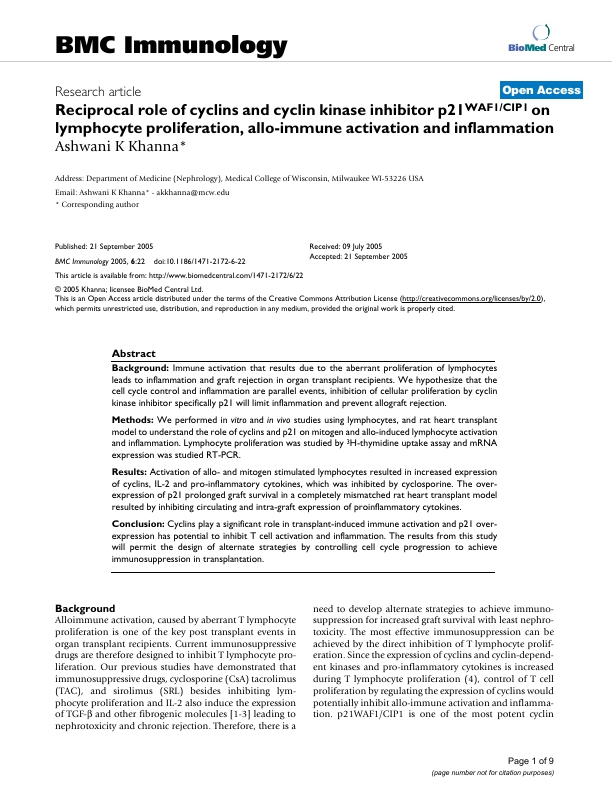 BMC Immunology
BioMed Central
Research article
Open Access
Reciprocal role of cyclins and cyclin kinase inhibitor p21WAF1/CIP1 on
lymphocyte proliferation, allo-immune activation and inflammation
Ashwani K Khanna*
Address: Department of Medicine (Nephrology), Medical College of Wisconsin, Milwaukee WI-53226 USA
Email: Ashwani K Khanna* - akkhanna@mcw.edu
* Corresponding author
Published: 21 September 2005
BMC Immunology 2005, 6:22 doi:10.1186/1471-2172-6-22
Received: 09 July 2005
Accepted: 21 September 2005
This article is available from: http://www.biomedcentral.com/1471-2172/6/22
© 2005 Khanna; licensee BioMed Central Ltd.
This is an Open Access article distributed under the terms of the Creative Commons Attribution License (http://creativecommons.org/licenses/by/2.0),
which permits unrestricted use, distribution, and reproduction in any medium, provided the original work is properly cited.
Abstract
Background: Immune activation that results due to the aberrant proliferation of lymphocytes
leads to inflammation and graft rejection in organ transplant recipients. We hypothesize that the
cell cycle control and inflammation are parallel events, inhibition of cellular proliferation by cyclin
kinase inhibitor specifically p21 will limit inflammation and prevent allograft rejection.
Methods: We performed in vitro and in vivo studies using lymphocytes, and rat heart transplant
model to understand the role of cyclins and p21 on mitogen and allo-induced lymphocyte activation
and inflammation. Lymphocyte proliferation was studied by ³H-thymidine uptake assay and mRNA
expression was studied RT-PCR.
Results: Activation of allo- and mitogen stimulated lymphocytes resulted in increased expression
of cyclins, IL-2 and pro-inflammatory cytokines, which was inhibited by cyclosporine. The over-
expression of p21 prolonged graft survival in a completely mismatched rat heart transplant model
resulted by inhibiting circulating and intra-graft expression of proinflammatory cytokines.
Conclusion: Cyclins play a significant role in transplant-induced immune activation and p21 over-
expression has potential to inhibit T cell activation and inflammation. The results from this study
will permit the design of alternate strategies by controlling cell cycle progression to achieve
immunosuppression in transplantation.
Background
Alloimmune activation, caused by aberrant T lymphocyte
proliferation is one of the key post transplant events in
organ transplant recipients. Current immunosuppressive
drugs are therefore designed to inhibit T lymphocyte pro-
liferation. Our previous studies have demonstrated that
immunosuppressive drugs, cyclosporine (CsA) tacrolimus
(TAC), and sirolimus (SRL) besides inhibiting lym-
phocyte proliferation and IL-2 also induce the expression
of TGF-β and other fibrogenic molecules [1-3] leading to
nephrotoxicity and chronic rejection. Therefore, there is a
need to develop alternate strategies to achieve immuno-
suppression for increased graft survival with least nephro-
toxicity. The most effective immunosuppression can be
achieved by the direct inhibition of T lymphocyte prolif-
eration. Since the expression of cyclins and cyclin-depend-
ent kinases and pro-inflammatory cytokines is increased
during T lymphocyte proliferation (4), control of T cell
proliferation by regulating the expression of cyclins would
potentially inhibit allo-immune activation and inflamma-
tion. p21WAF1/CIP1 is one of the most potent cyclin
Page 1 of 9
(page number not for citation purposes)